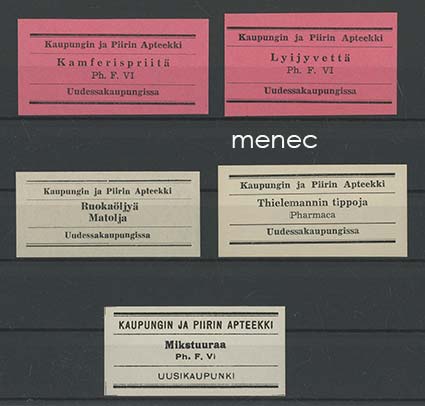 Kaupungin ja Piirin Apteekki
Kamferispriitä
Ph. F. VI
Uudessakaupungissa
Kaupungin ja Piirin Apteekki
Lyijyvettä
Ph. F. VI
Uudessakaupungissa
menec
Kaupungin ja Piirin Apteekki
Ruokaöljyä
Matolja
Uudessakaupungissa
Kaupungin ja Piirin Apteekki
Thielemannin tippoja
Pharmaca
Uudessakaupungissa
KAUPUNGIN JA PIIRIN APTEEKKI
Mikstuuraa
Ph. F. Vi
UUSIKAUPUNKI